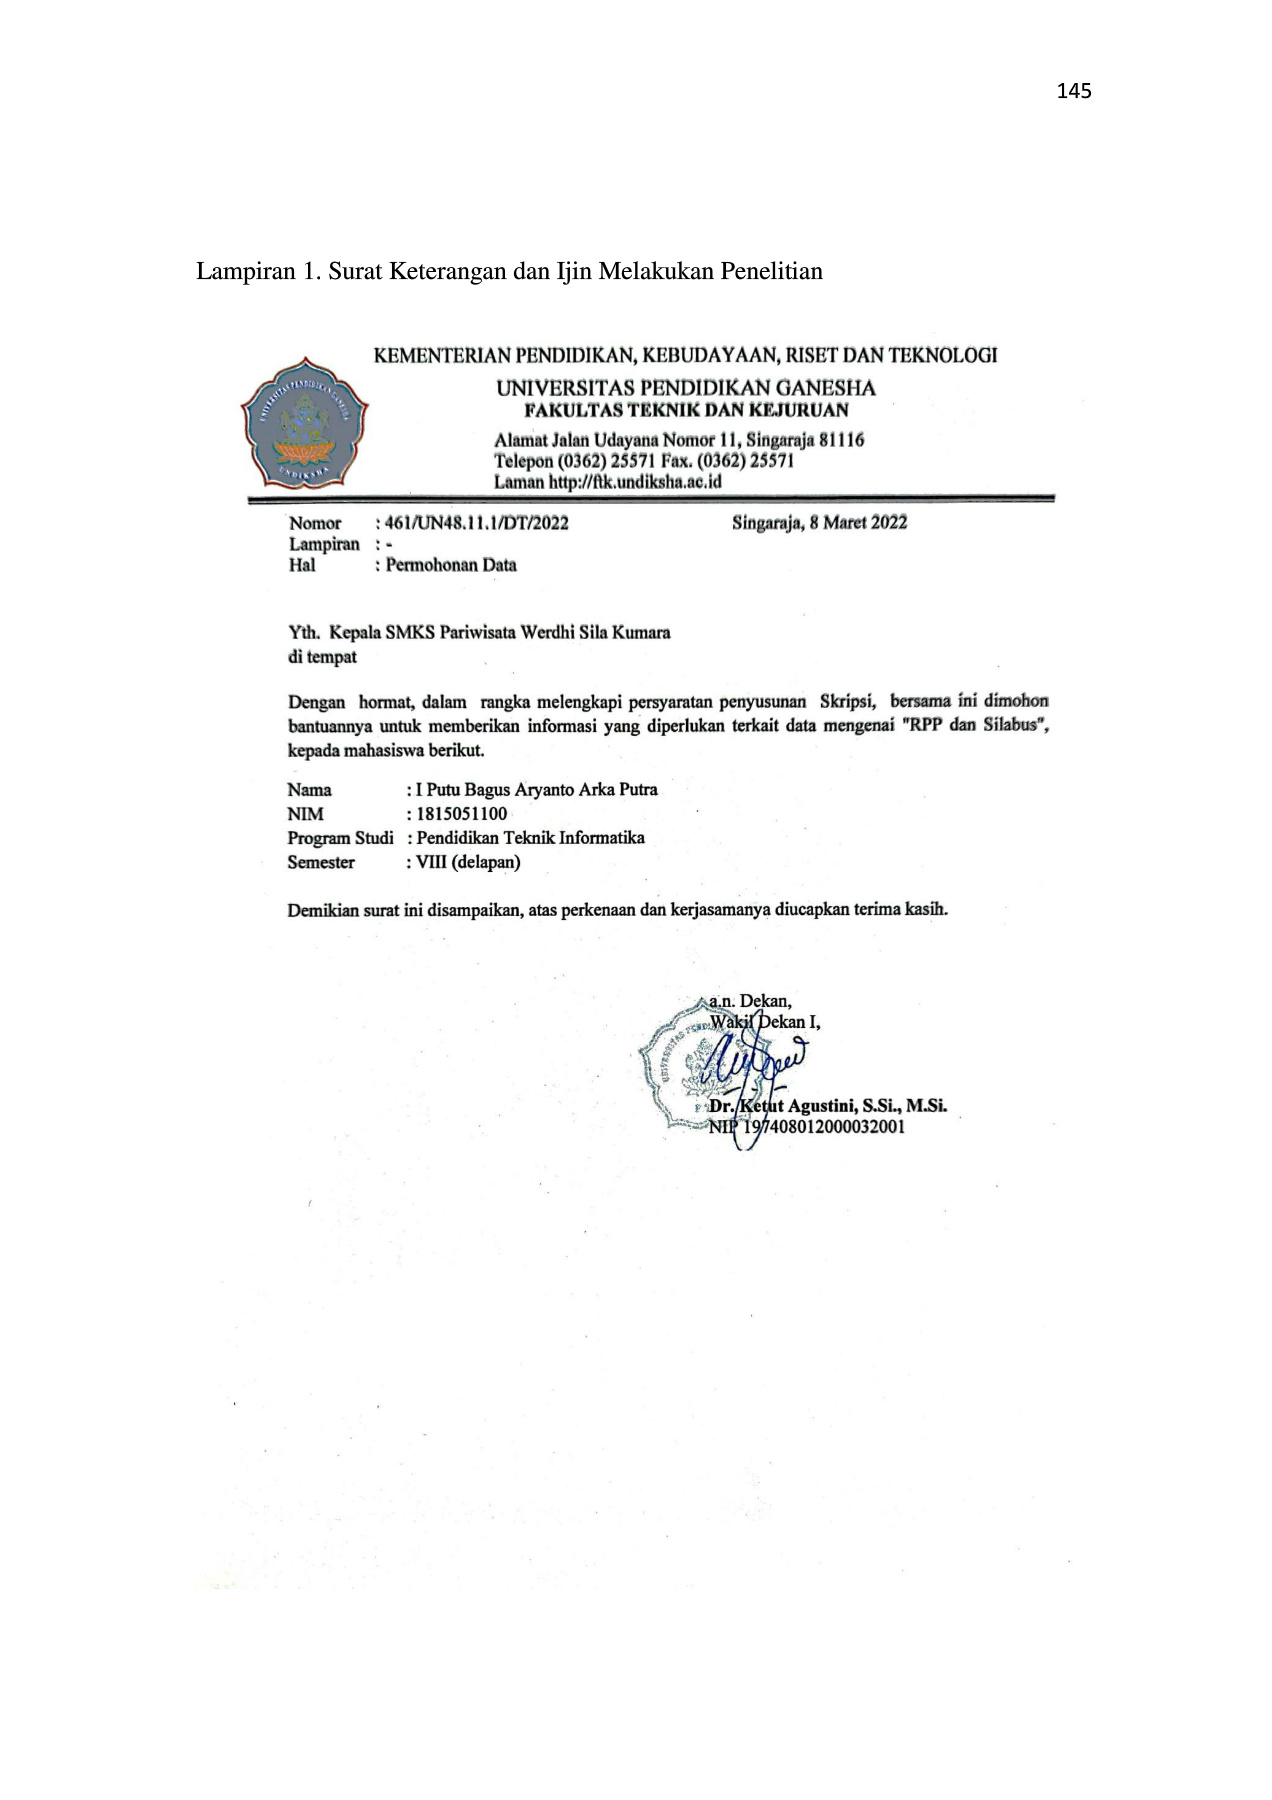 145
Lampiran 1. Surat Keterangan dan Ijin Melakukan Penelitian
KEMENTERIAN PENDIDIKAN, KEBUDAYAAN, RISET DAN TEKNOLOGI
UNIVERSITAS PENDIDIKAN GANESHA
FAKULTAS TEKNIK DAN KEJURUAN
Alamat Jalan Udayana Nomor 11, Singaraja 81116
Telepon (0362) 25571 Fax. (0362) 25571
Laman http://ftk.undiksha.ac.id
UNIVERSITAS PENDIDIKAN GANESHA
UNDIKSHA
Nomor : 461/UN48.11.1/DT/2022 Singaraja, 8 Maret 2022
Lampiran : -
Hal : Permohonan Data
Yth. Kepala SMKS Pariwisata Werdhi Sila Kumara
di tempat
Dengan hormat, dalam rangka melengkapi persyaratan penyusunan Skripsi, bersama ini dimohon
bantuannya untuk memberikan informasi yang diperlukan terkait data mengenai "RPP dan Silabus",
kepada mahasiswa berikut.
Nama : I Putu Bagus Aryanto Arka Putra
NIM : 1815051100
Program Studi : Pendidikan Teknik Informatika
Semester : VIII (delapan)
Demikian surat ini disampaikan, atas perkenaan dan kerjasamanya diucapkan terima kasih.
a.n. Dekan,
Wakil Dekan I,
Dr. Ketut Agustini, S.Si., M.Si.
NIP 197408012000032001